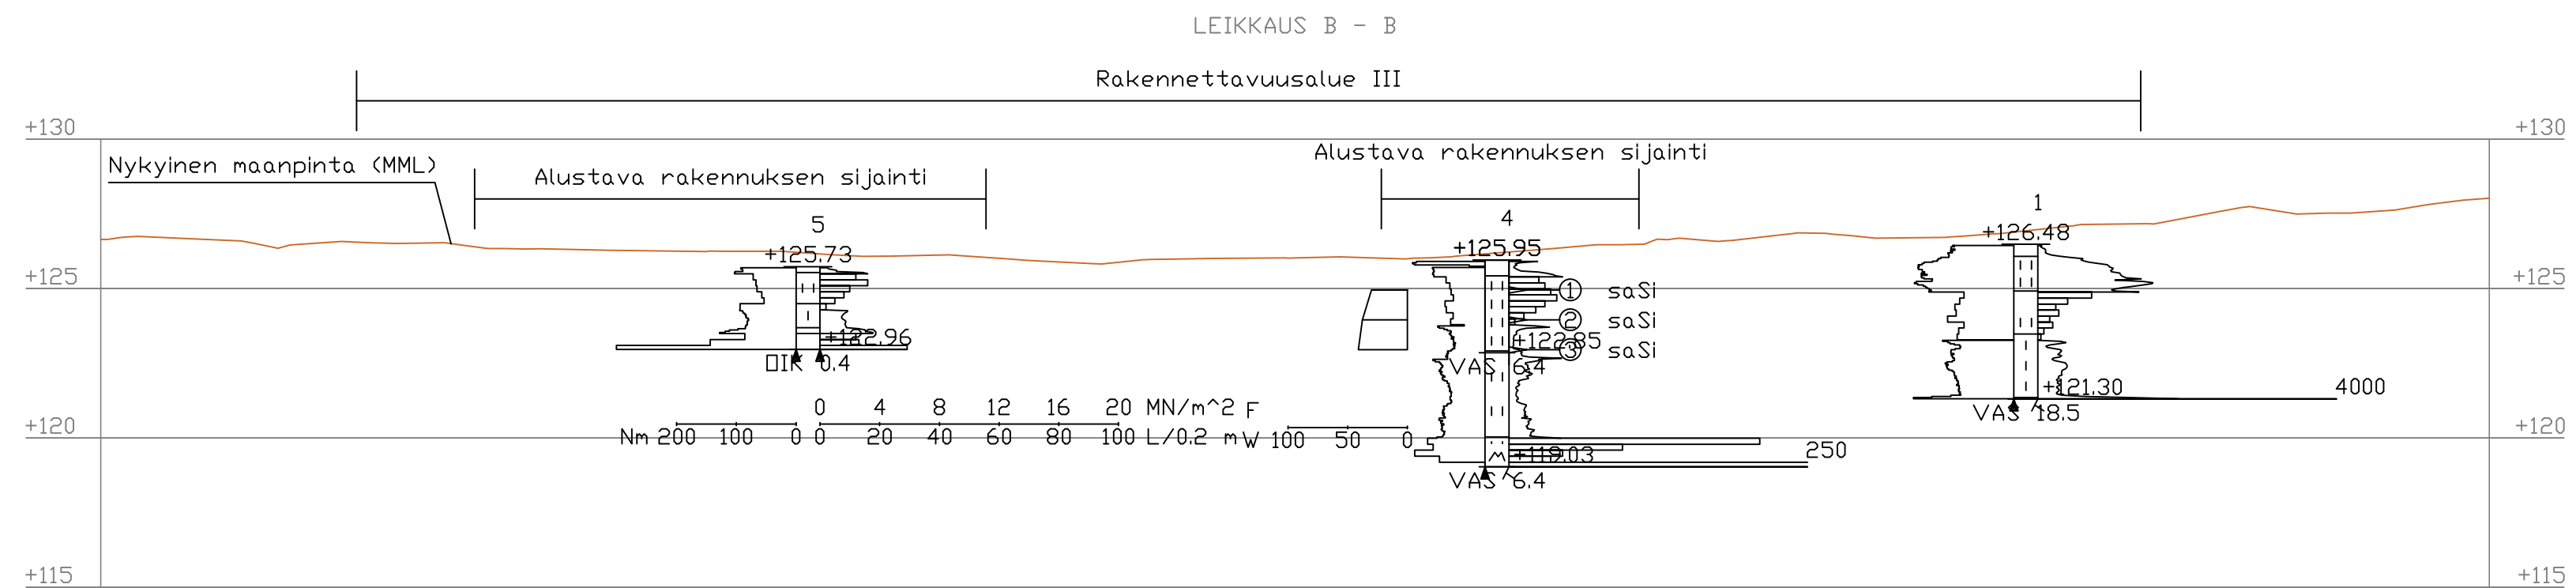 LEIKKAUS B - B
Rakennettavuusalue III
+130
+130
Nykyinen maanpinta (MML)
Alustava rakennuksen sijainti
Alustava rakennuksen sijainti
5
4
1
+125.73
+125.95
+126.48
+125
+125
1 saSi
2 saSi
3 saSi
+122.96
+122.85
OIK 0.4
VAS 6.4
+121.30
4000
VAS 18.5
0 4 8 12 16 20 MN/m^2 F
Nm 200 100 0 0 20 40 60 80 100 L/0.2 m W 100 50 0
+120
+120
+119.03
250
VAS 6.4
+115
+115